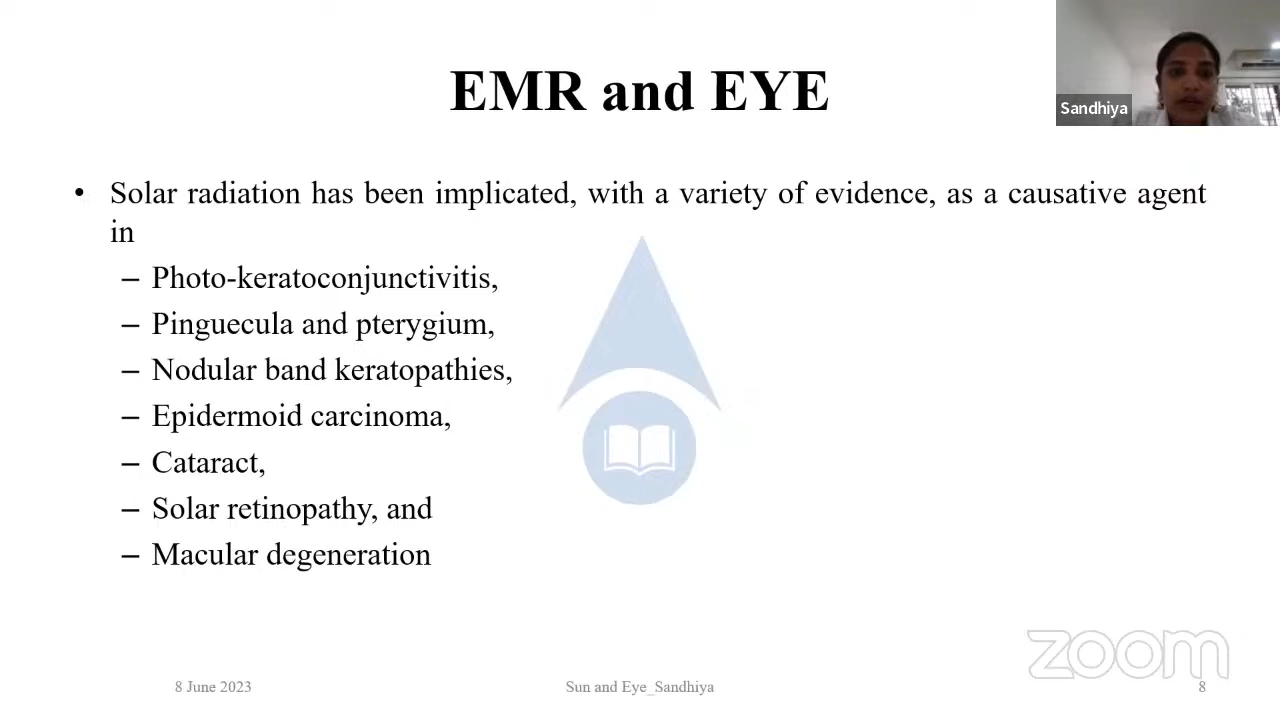 EMR and EYE
Sandhiya
• Solar radiation has been implicated, with a variety of evidence, as a causative agent
in
– Photo-keratoconjunctivitis,
– Pinguecula and pterygium,
– Nodular band keratopathies,
– Epidermoid carcinoma,
– Cataract,
– Solar retinopathy, and
– Macular degeneration
zoom
8 June 2023
Sun and Eye_Sandhiya
8